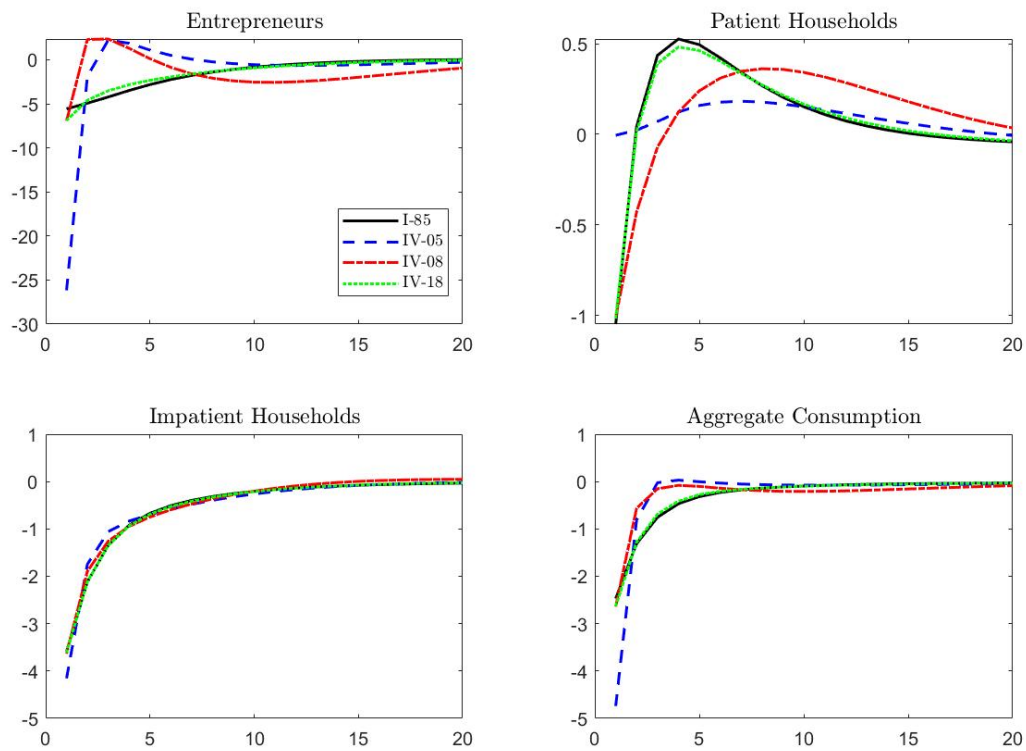 Entrepreneurs
0
-5
-10
-15
-20
-25
-30
0 5 10 15 20
I-85
IV-05
IV-08
IV-18
Patient Households
0.5
0
-0.5
-1
0 5 10 15 20
Impatient Households
1
0
-1
-2
-3
-4
-5
0 5 10 15 20
Aggregate Consumption
1
0
-1
-2
-3
-4
-5
0 5 10 15 20